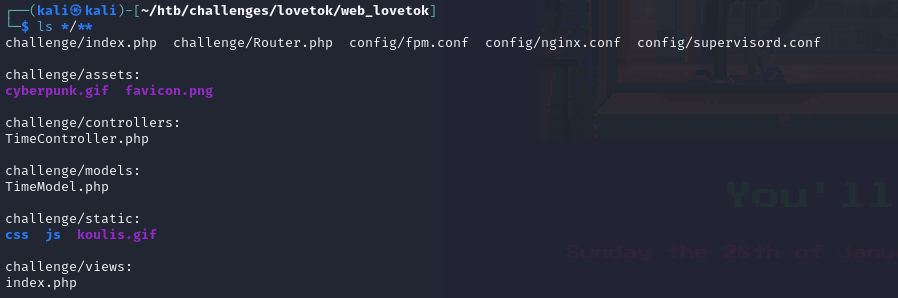 ┌──(kali㉿kali)-[~/htb/challenges/lovetok/web_lovetok]
└─$ ls */**
challenge/index.php  challenge/Router.php  config/fpm.conf  config/nginx.conf  config/supervisord.conf
challenge/assets:
cyberpunk.gif  favicon.png
challenge/controllers:
TimeController.php
challenge/models:
TimeModel.php
You'll
challenge/static:
css  js  koulis.gif
Sunday the 28th of Janu
challenge/views:
index.php